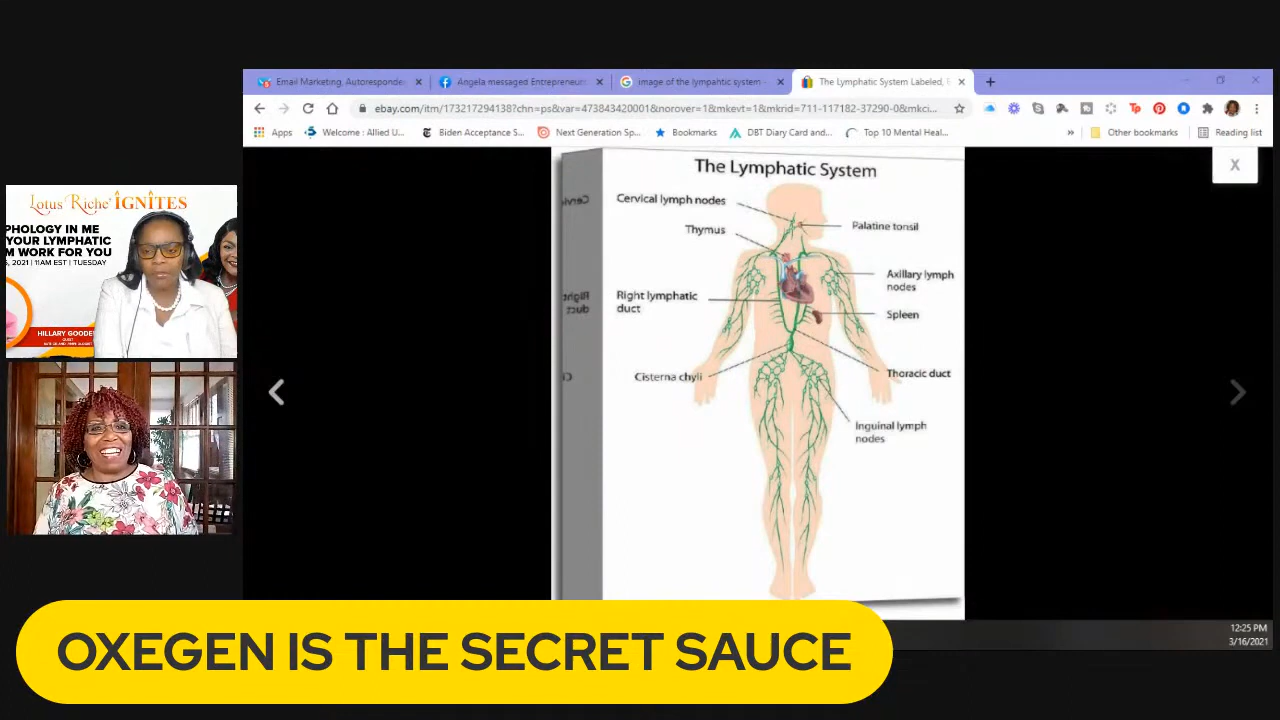 Email Marketing, Autoresponde
Angela messaged Entrepreneur
image of the lympahtic system -
The Lymphatic System Labeled,
ebay.com/itm/173217294138?chn=ps&var=473843420001&norover=1&mkevt=1&mkrid=711-117182-37290-0&mkci...
Apps
Welcome : Allied U...
Biden Acceptance S...
Next Generation Sp...
Bookmarks
DBT Diary Card and...
Top 10 Mental Heal...
»
Other bookmarks
Reading list
X
The Lymphatic System
Cervical lymph nodes
Palatine tonsil
Thymus
Axillary lymph
nodes
Right lymphatic
duct
Spleen
Cisterna chyli
Thoracic duct
Inguinal lymph
nodes
Lotus Riche' IGNITES
PHOLOGY IN ME
YOUR LYMPHATIC
M WORK FOR YOU
, 2021 | 11AM EST | TUESDAY
HILLARY GOODE
GUEST
OXEGEN IS THE SECRET SAUCE
12:25 PM
3/16/2021